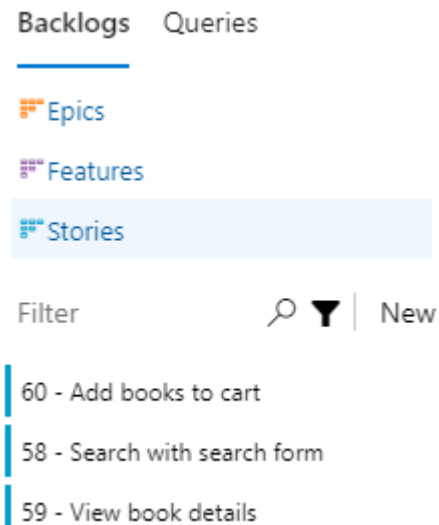 Backlogs Queries
Epics
Features
Stories
Filter New
60 - Add books to cart
58 - Search with search form
59 - View book details